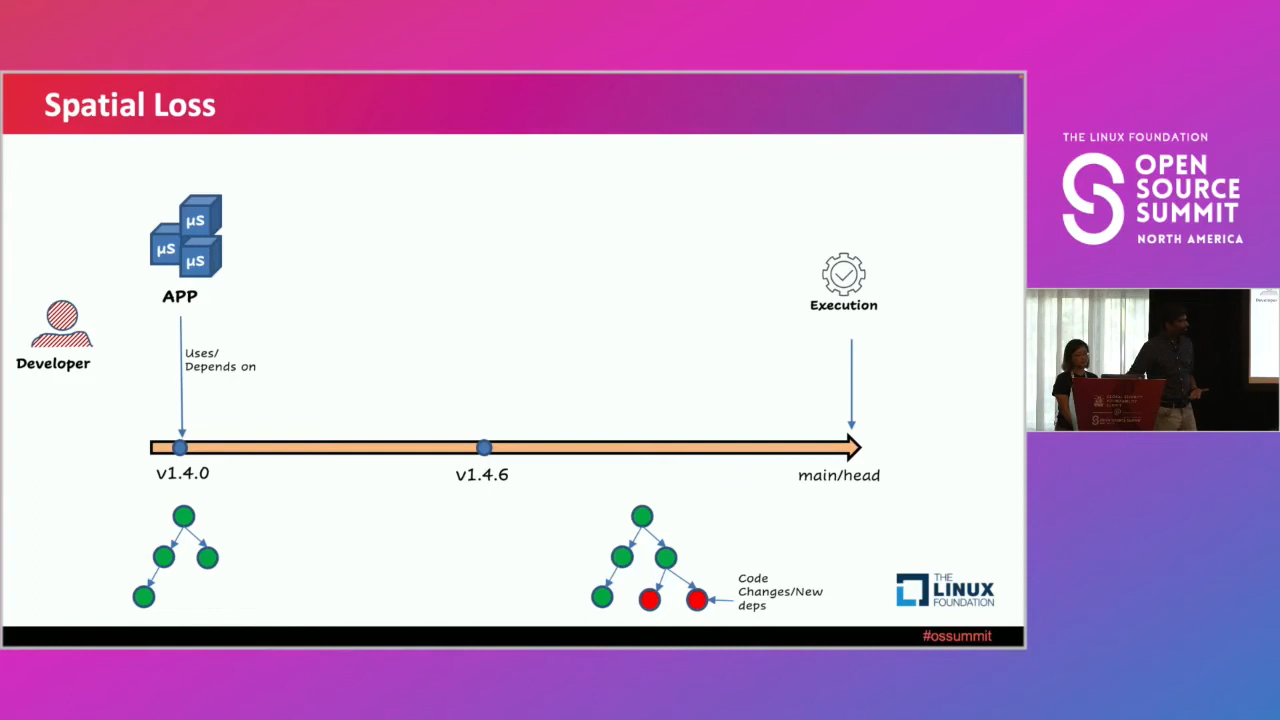 Spatial Loss
µS
µS
µS
APP
Developer
Uses/
Depends on
Execution
v1.4.0
v1.4.6
main/head
Code
Changes/New
deps
THE
LINUX
FOUNDATION
#ossummit
THE LINUX FOUNDATION
OPEN
SOURCE
SUMMIT
NORTH AMERICA